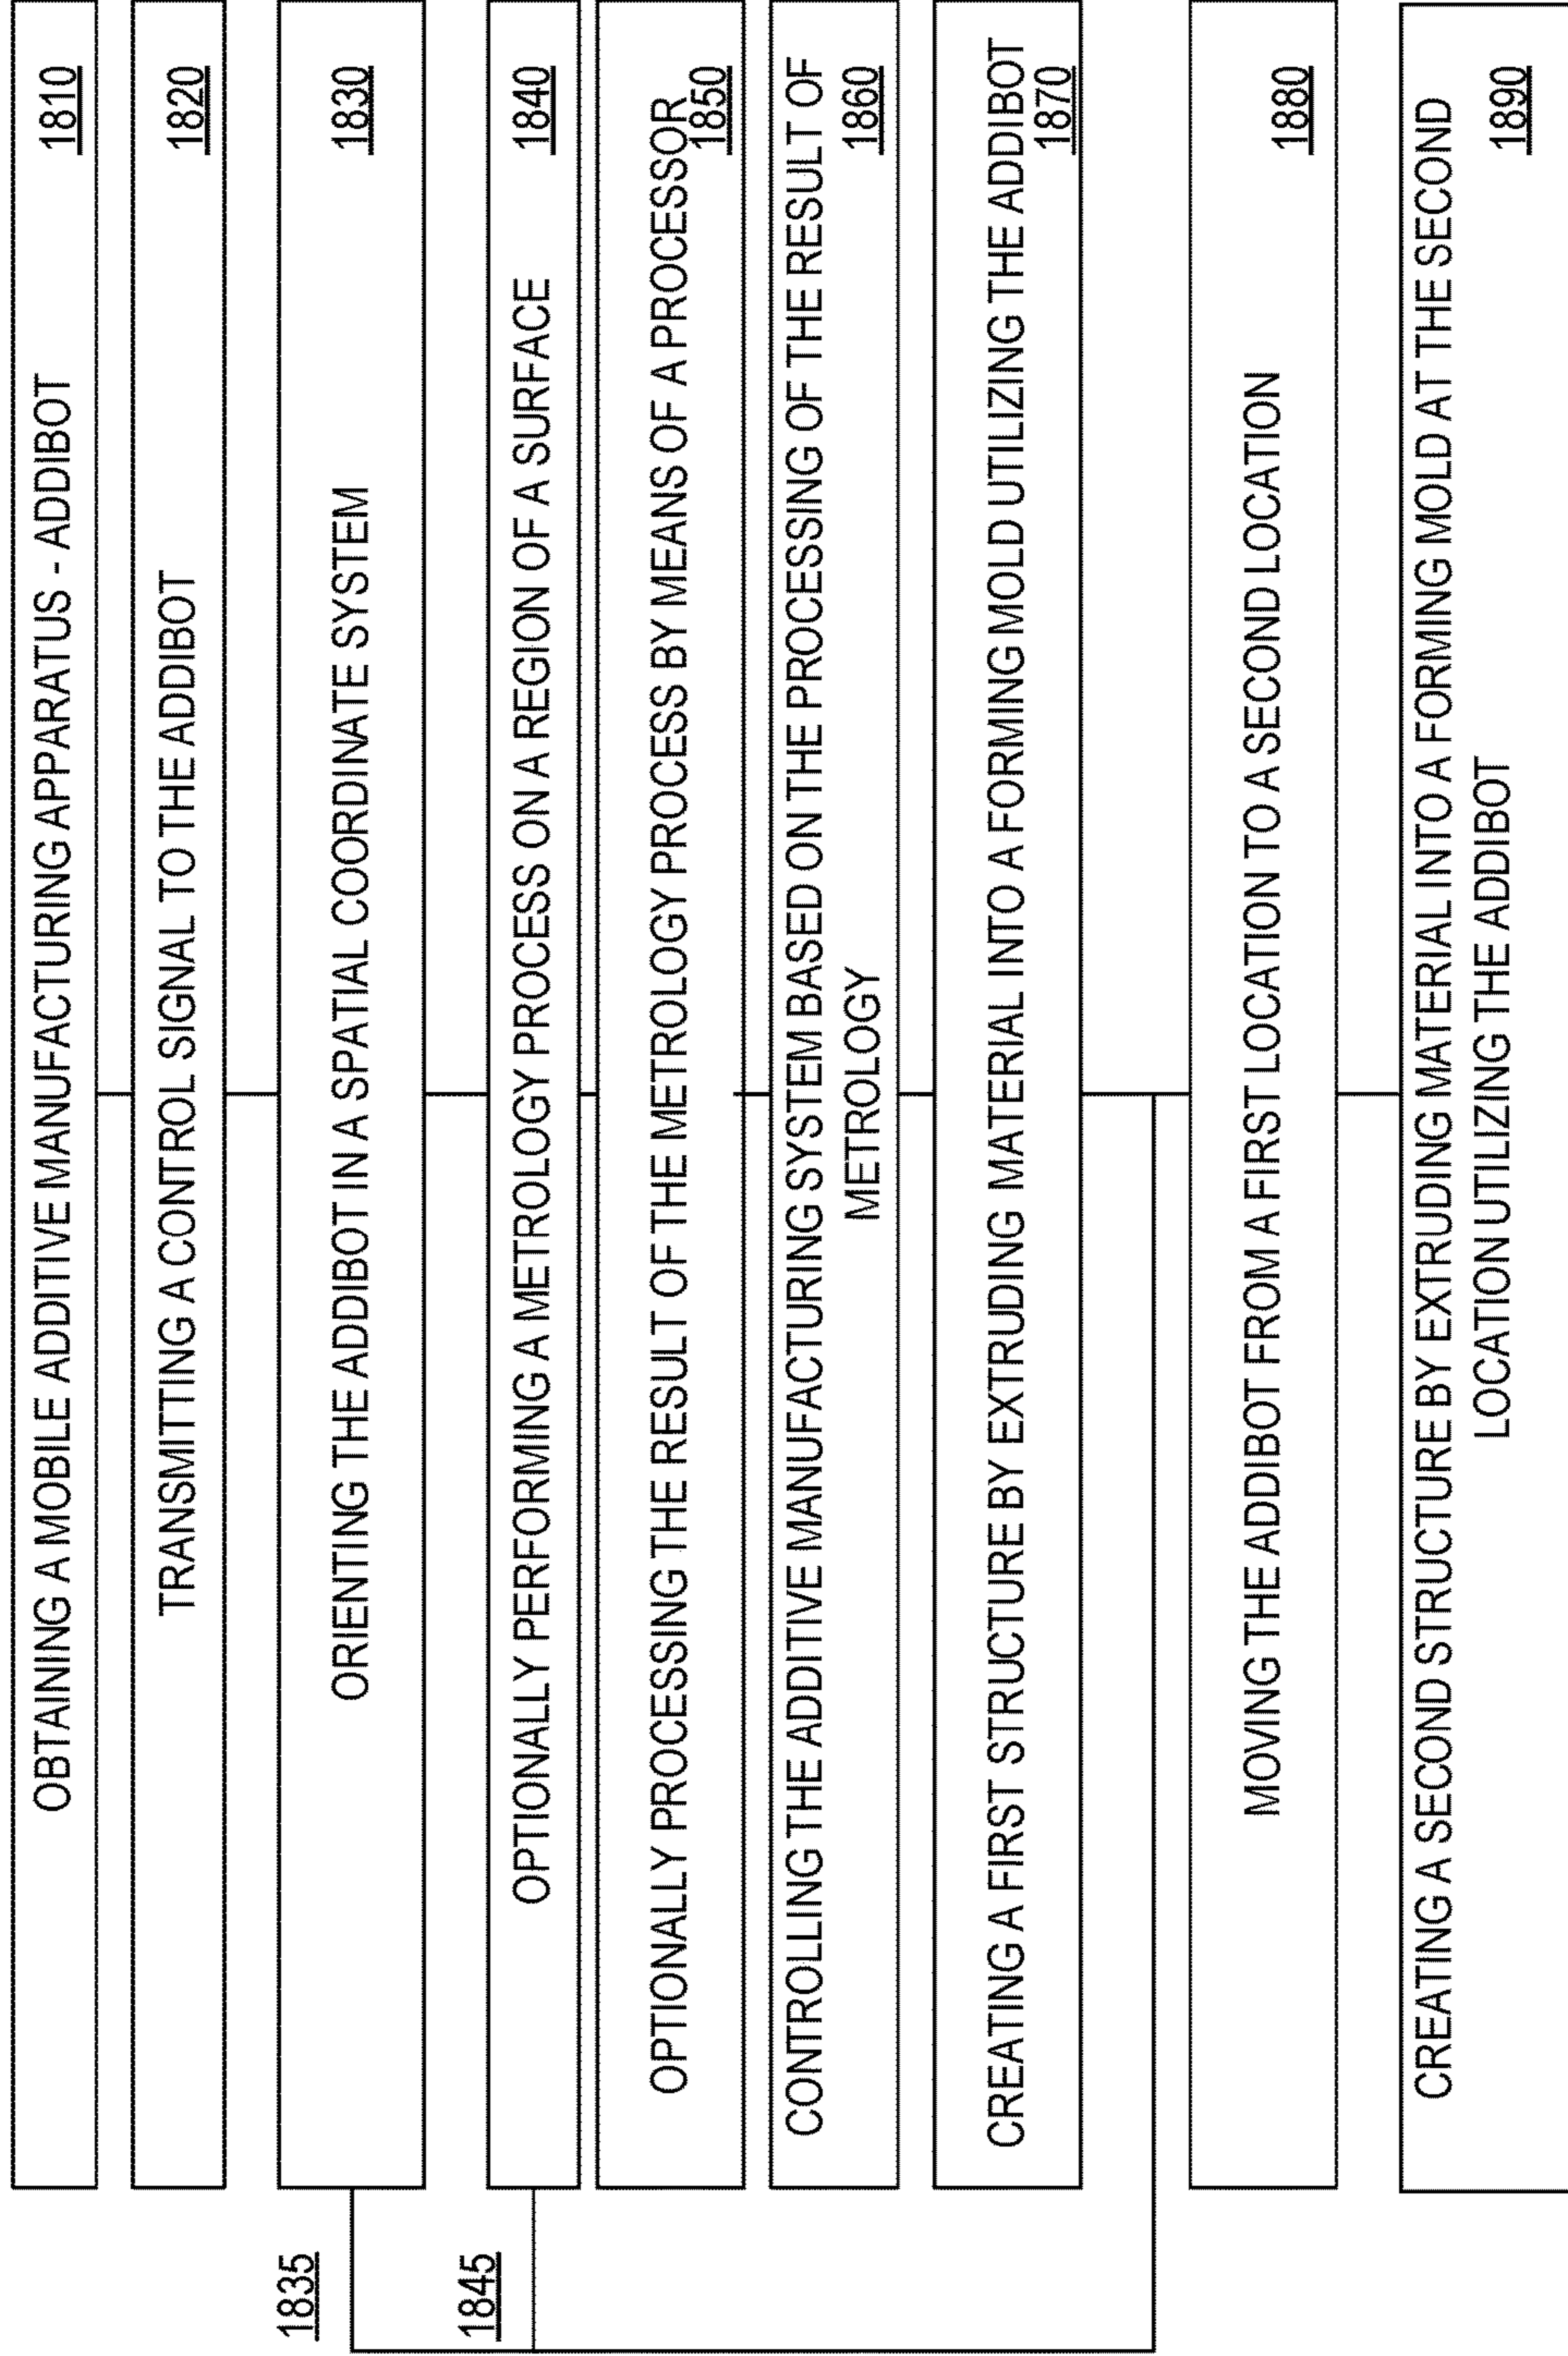 OBTAINING A MOBILE ADDITIVE MANUFACTURING APPARATUS - ADDIBOT
1810
TRANSMITTING A CONTROL SIGNAL TO THE ADDIBOT
1820
ORIENTING THE ADDIBOT IN A SPATIAL COORDINATE SYSTEM
1830
1835
OPTIONALLY PERFORMING A METROLOGY PROCESS ON A REGION OF A SURFACE
1840
1845
OPTIONALLY PROCESSING THE RESULT OF THE METROLOGY PROCESS BY MEANS OF A PROCESSOR
1850
CONTROLLING THE ADDITIVE MANUFACTURING SYSTEM BASED ON THE PROCESSING OF THE RESULT OF
METROLOGY
1860
CREATING A FIRST STRUCTURE BY EXTRUDING MATERIAL INTO A FORMING MOLD UTILIZING THE ADDIBOT
1870
MOVING THE ADDIBOT FROM A FIRST LOCATION TO A SECOND LOCATION
1880
CREATING A SECOND STRUCTURE BY EXTRUDING MATERIAL INTO A FORMING MOLD AT THE SECOND
LOCATION UTILIZING THE ADDIBOT
1890